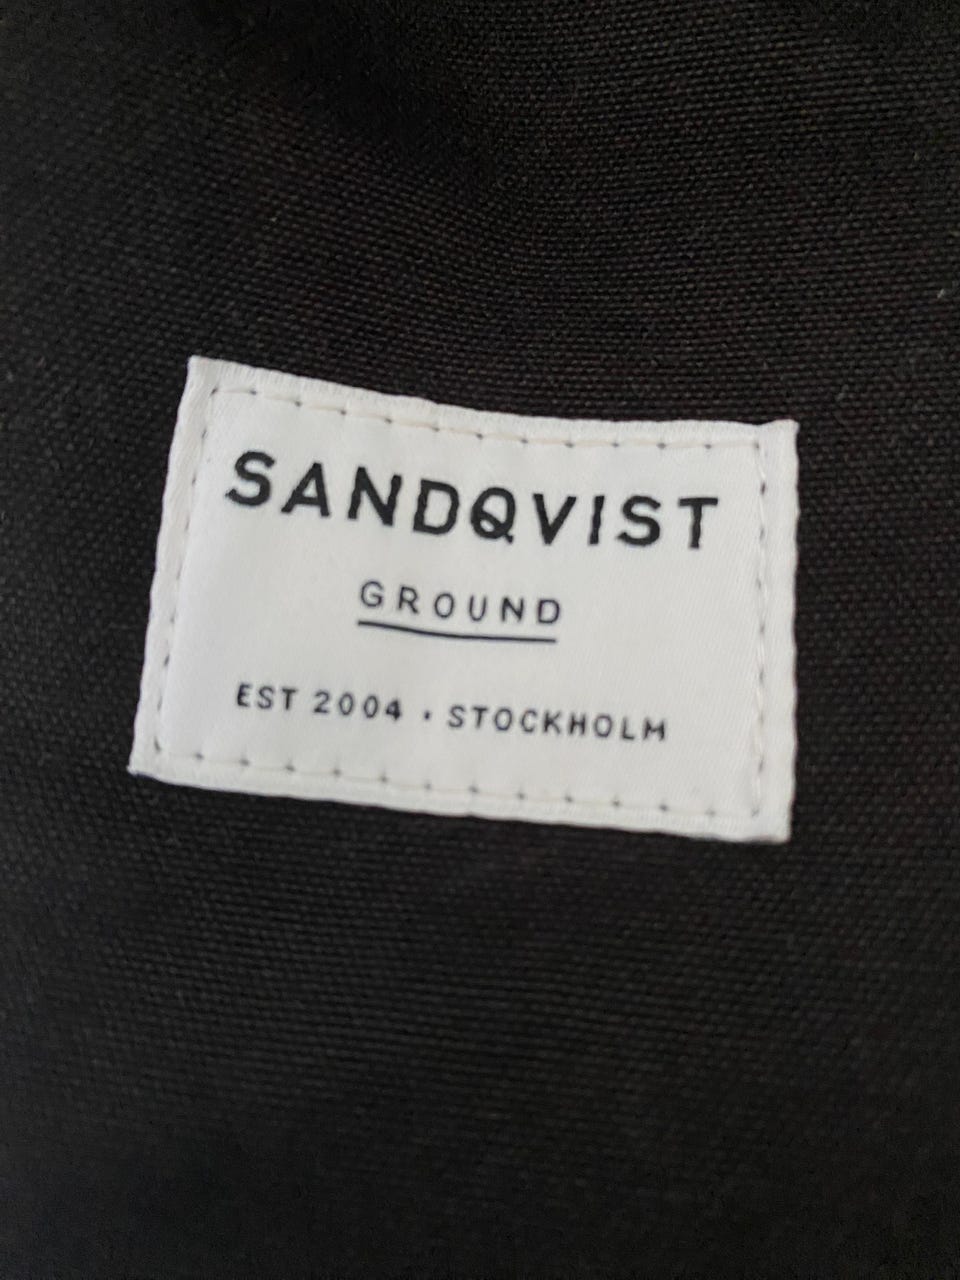 SANDQVIST
GROUND
EST 2004 · STOCKHOLM